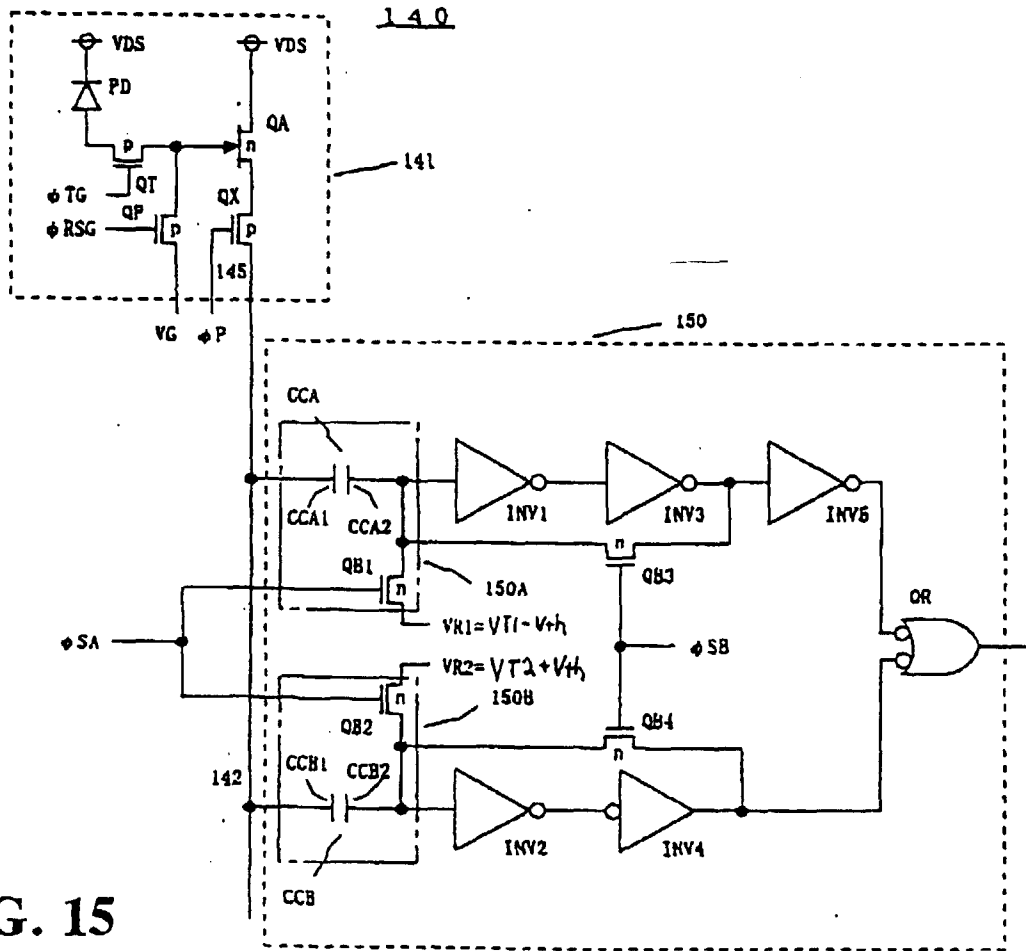 140
VDS
VDS
PD
QA
p
n
141
QT
φTG
QP
QX
φRSG
p
p
145
VG
φP
150
CCA
CCA1
CCA2
INV1
INV3
INV5
n
QB3
QB1
n
150A
OR
VR1=VT1-Vth
φSA
φSB
VR2=VT2+Vth
n
150B
QB2
QB4
n
142
CCB1
CCB2
INV2
INV4
CCB
G. 15